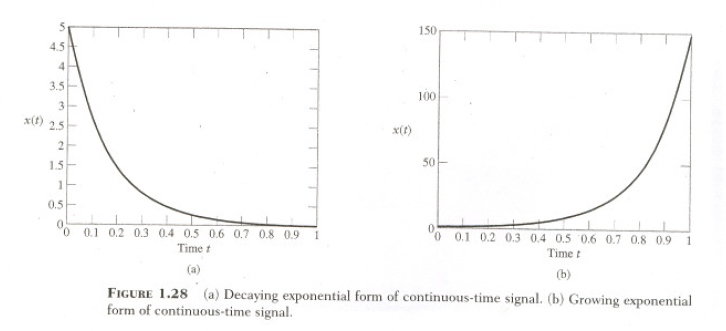 5
4.5
4
3.5
3
x(t) 2.5
2
1.5
1
0.5
0
0 0.1 0.2 0.3 0.4 0.5 0.6 0.7 0.8 0.9 1
Time t
(a)
150
100
x(t)
50
0
0 0.1 0.2 0.3 0.4 0.5 0.6 0.7 0.8 0.9 1
Time t
(b)
FIGURE 1.28 (a) Decaying exponential form of continuous-time signal. (b) Growing exponential
form of continuous-time signal.